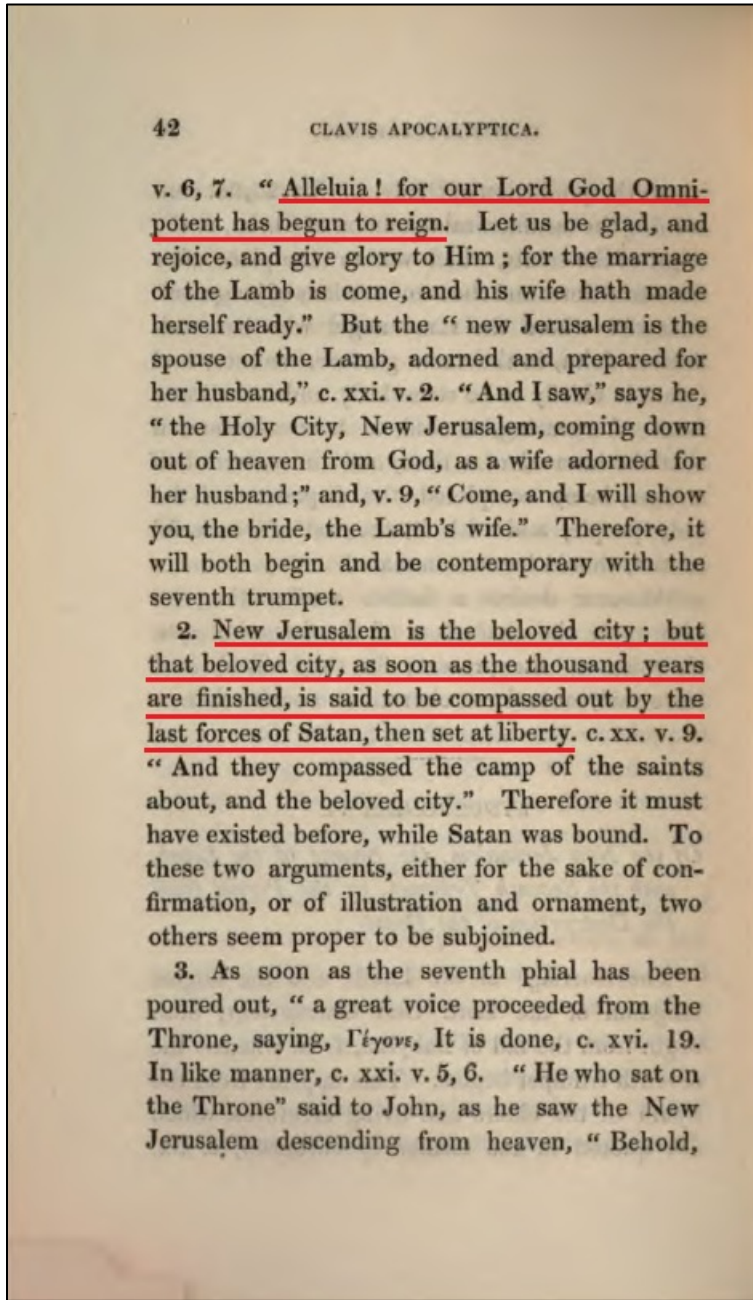 42 CLAVIS APOCALYPTICA.
v. 6, 7. “ Alleluia ! for our Lord God Omni-
potent has begun to reign. Let us be glad, and
rejoice, and give glory to Him ; for the marriage
of the Lamb is come, and his wife hath made
herself ready.” But the “ new Jerusalem is the
spouse of the Lamb, adorned and prepared for
her husband,” c. xxi. v. 2. “And I saw,” says he,
“ the Holy City, New Jerusalem, coming down
out of heaven from God, as a wife adorned for
her husband ;” and, v. 9, “ Come, and I will show
you, the bride, the Lamb’s wife.” Therefore, it
will both begin and be contemporary with the
seventh trumpet.
2. New Jerusalem is the beloved city ; but
that beloved city, as soon as the thousand years
are finished, is said to be compassed out by the
last forces of Satan, then set at liberty. c. xx. v. 9.
“ And they compassed the camp of the saints
about, and the beloved city.” Therefore it must
have existed before, while Satan was bound. To
these two arguments, either for the sake of con-
firmation, or of illustration and ornament, two
others seem proper to be subjoined.
3. As soon as the seventh phial has been
poured out, “ a great voice proceeded from the
Throne, saying, Γέγονε, It is done, c. xvi. 19.
In like manner, c. xxi. v. 5, 6. “ He who sat on
the Throne” said to John, as he saw the New
Jerusalem descending from heaven, “ Behold,